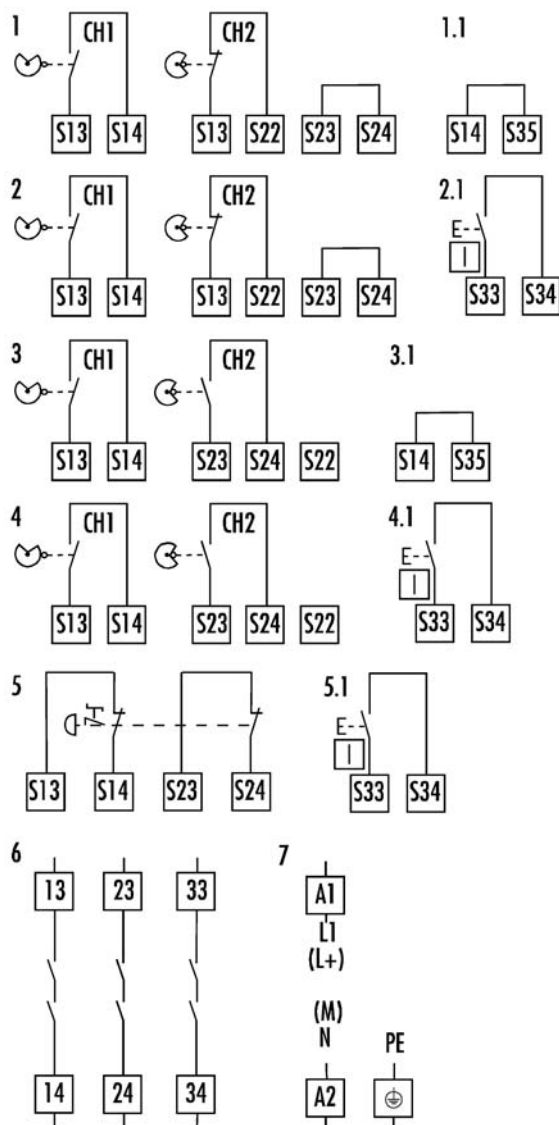 1 CH1 CH2 1.1
S13 S14 S13 S22 S23 S24 S14 S35
2 CH1 CH2 2.1
E
S13 S14 S13 S22 S23 S24 S33 S34
3 CH1 CH2 3.1
S13 S14 S23 S24 S22 S14 S35
4 CH1 CH2 4.1
E
S13 S14 S23 S24 S22 S33 S34
5 5.1
E
S13 S14 S23 S24 S33 S34
6 7
13 23 33 A1
L1
(L+)
(M)
N PE
14 24 34 A2